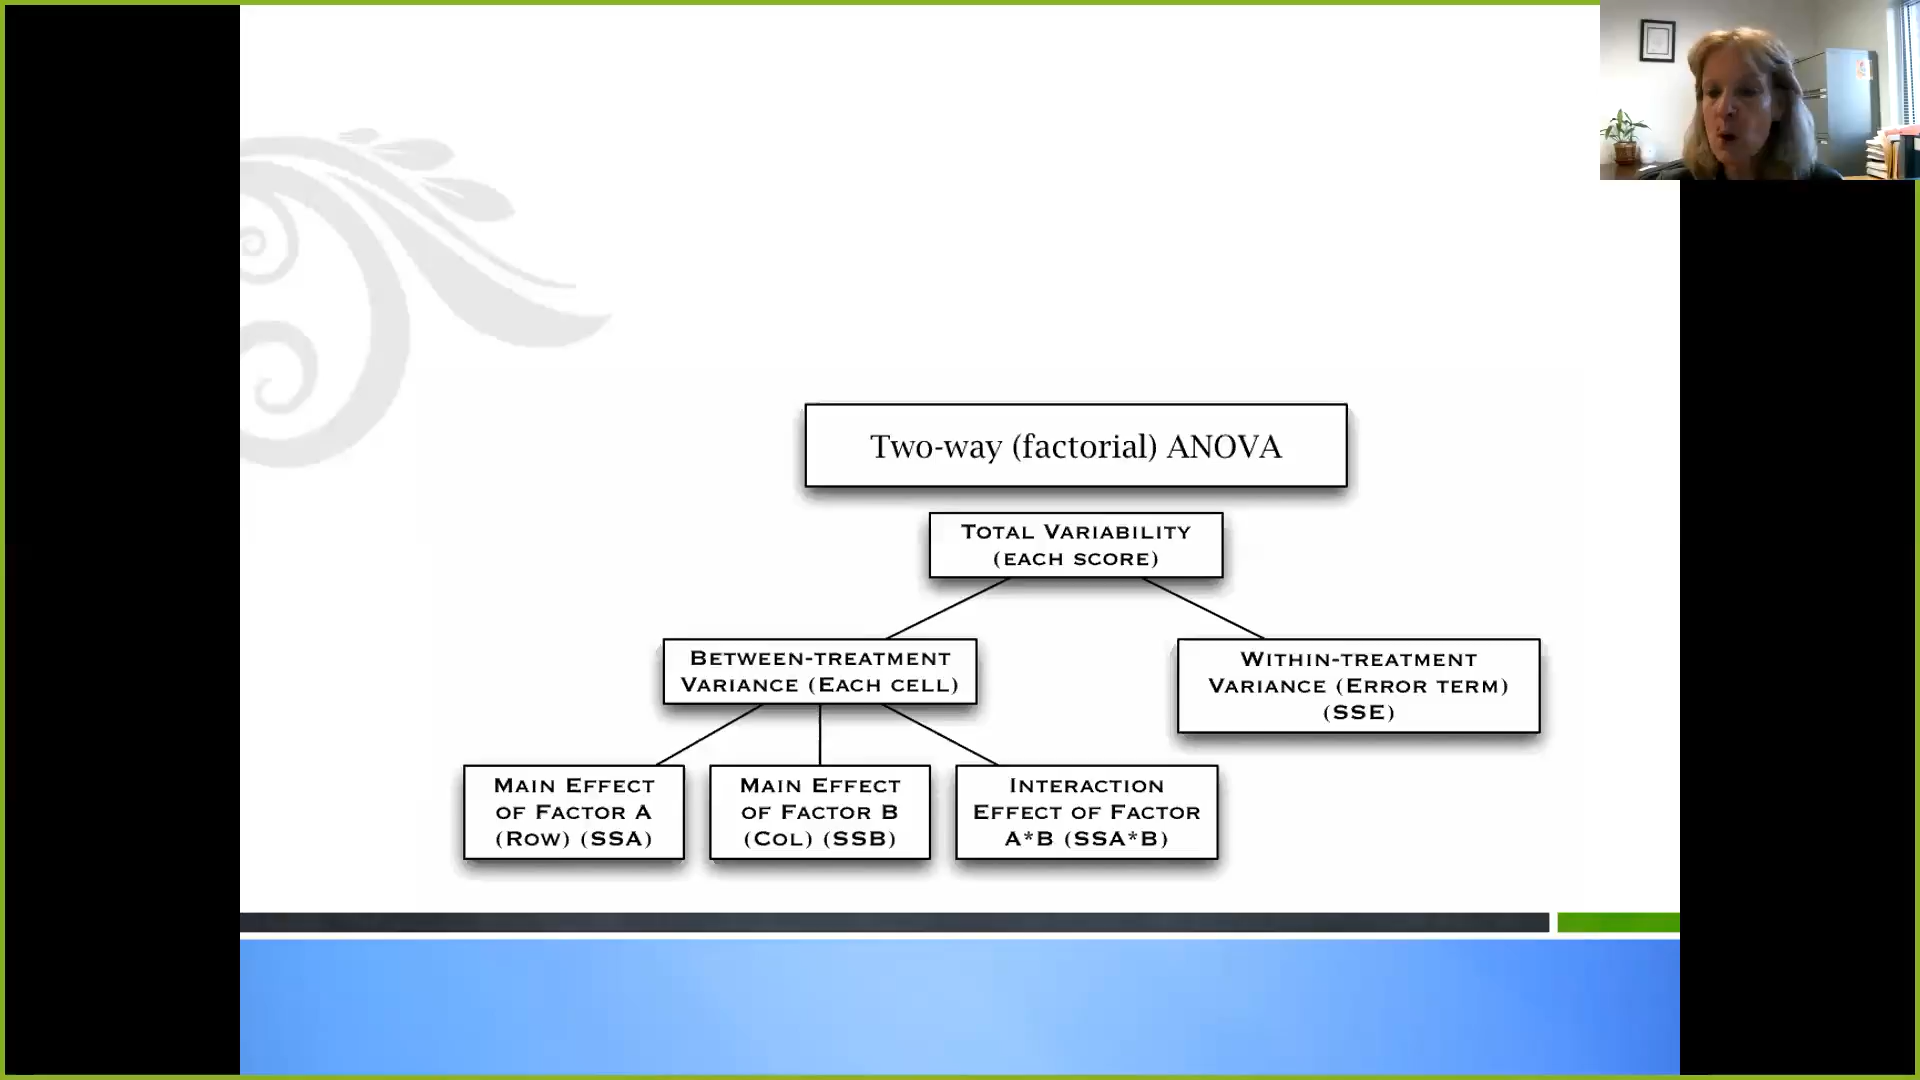 Two-way (factorial) ANOVA
TOTAL VARIABILITY
(EACH SCORE)
BETWEEN-TREATMENT
VARIANCE (EACH CELL)
WITHIN-TREATMENT
VARIANCE (ERROR TERM)
(SSE)
MAIN EFFECT
OF FACTOR A
(ROW) (SSA)
MAIN EFFECT
OF FACTOR B
(COL) (SSB)
INTERACTION
EFFECT OF FACTOR
A*B (SSA*B)